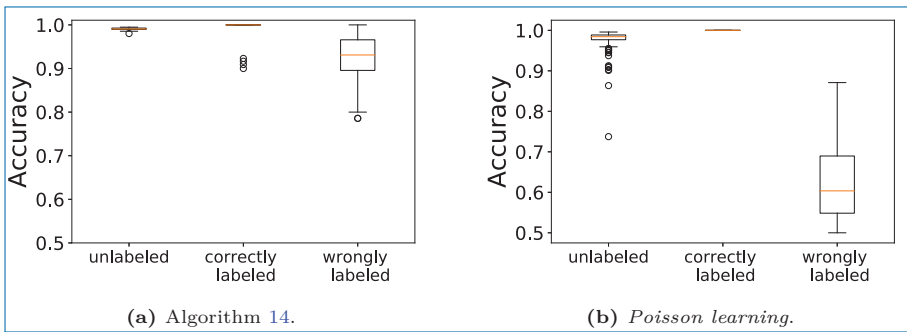 Accuracy
1.0
0.9
0.8
0.7
0.6
0.5
unlabeled
correctly
labeled
wrongly
labeled
(a) Algorithm 14.
Accuracy
1.0
0.9
0.8
0.7
0.6
0.5
unlabeled
correctly
labeled
wrongly
labeled
(b) Poisson learning.